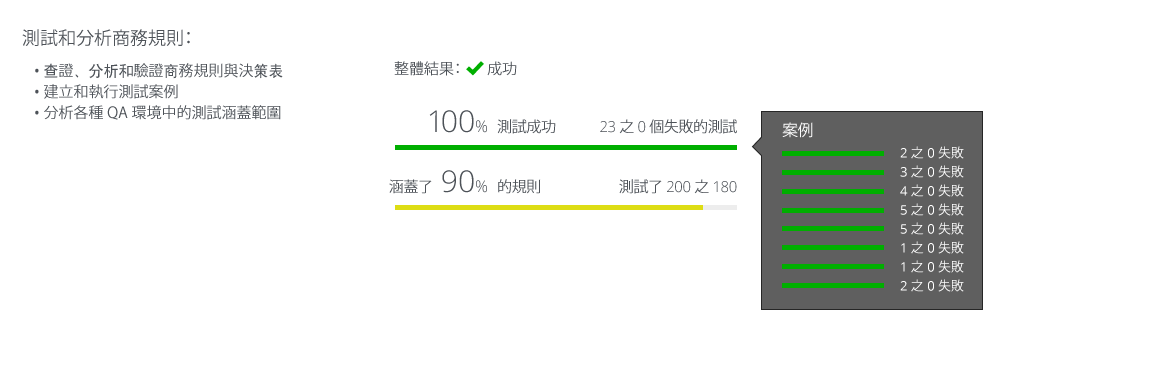 測試和分析商務規則：
• 查證、分析和驗證商務規則與決策表
• 建立和執行測試案例
• 分析各種 QA 環境中的測試涵蓋範圍
整體結果： 成功
100% 測試成功 23 之 0 個失敗的測試
涵蓋了 90% 的規則 測試了 200 之 180
案例
2 之 0 失敗
3 之 0 失敗
4 之 0 失敗
5 之 0 失敗
5 之 0 失敗
1 之 0 失敗
1 之 0 失敗
2 之 0 失敗